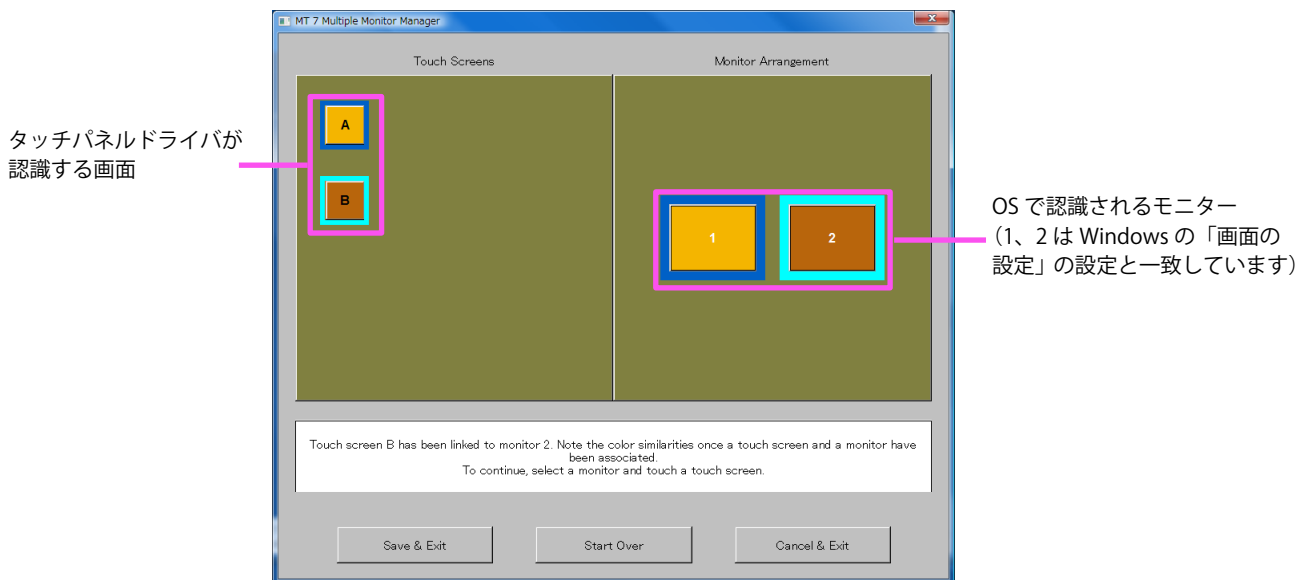 MT 7 Multiple Monitor Manager
Touch Screens
Monitor Arrangement
A
B
タッチパネルドライバが
認識する画面
1
2
OS で認識されるモニター
（1、2 は Windows の「画面の
設定」の設定と一致しています）
Touch screen B has been linked to monitor 2. Note the color similarities once a touch screen and a monitor have
been associated.
To continue, select a monitor and touch a touch screen.
Save & Exit
Start Over
Cancel & Exit